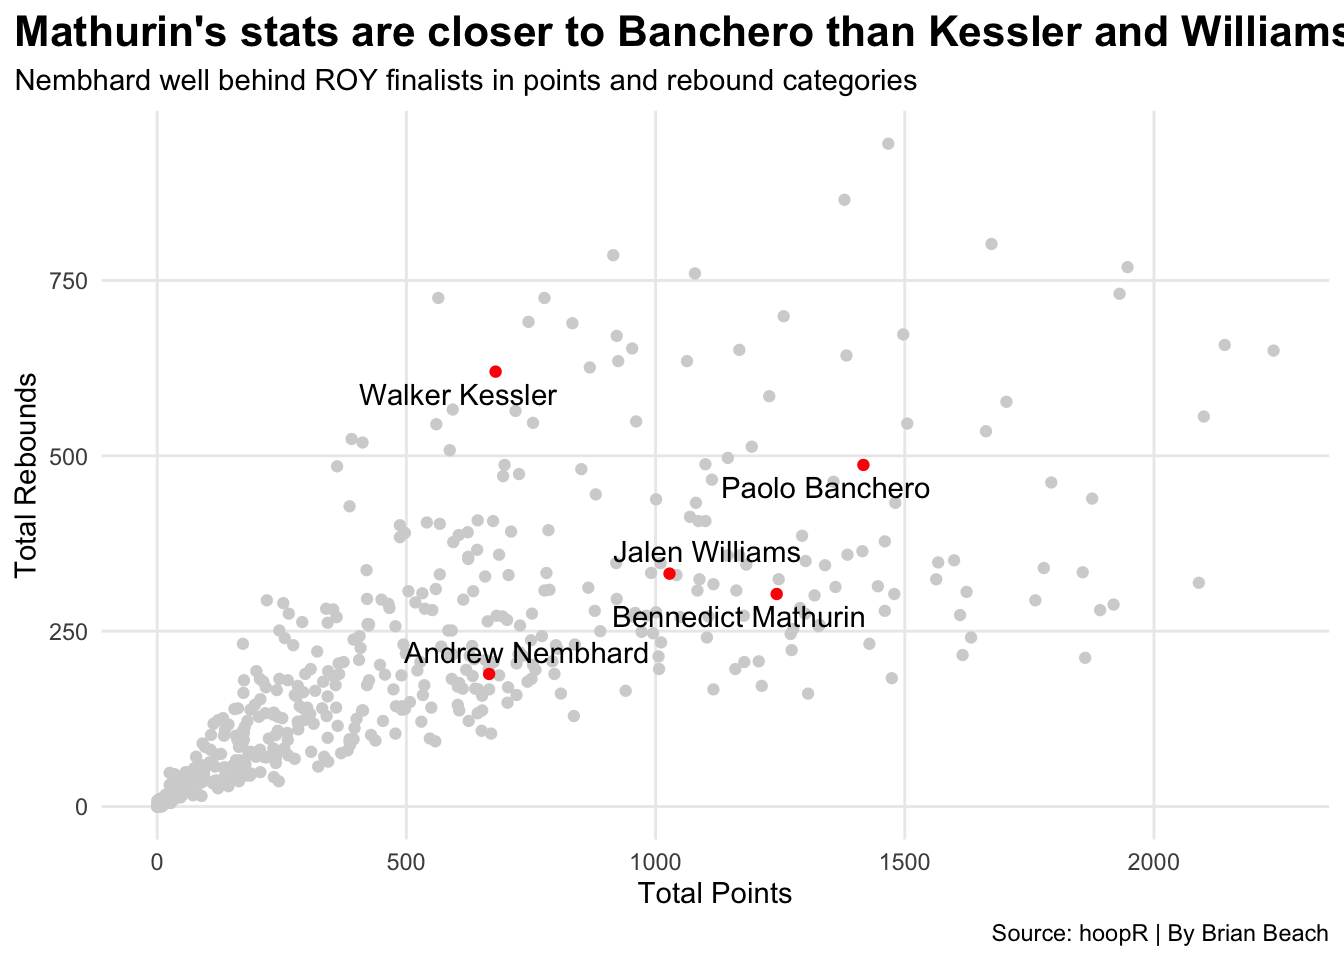 Mathurin's stats are closer to Banchero than Kessler and Williams
Nembhard well behind ROY finalists in points and rebound categories
750
Walker Kessler
500
Paolo Banchero
Jalen Williams
Bennedict Mathurin
250
Andrew Nembhard
0
Total Rebounds
0 500 1000 1500 2000
Total Points
Source: hoopR | By Brian Beach